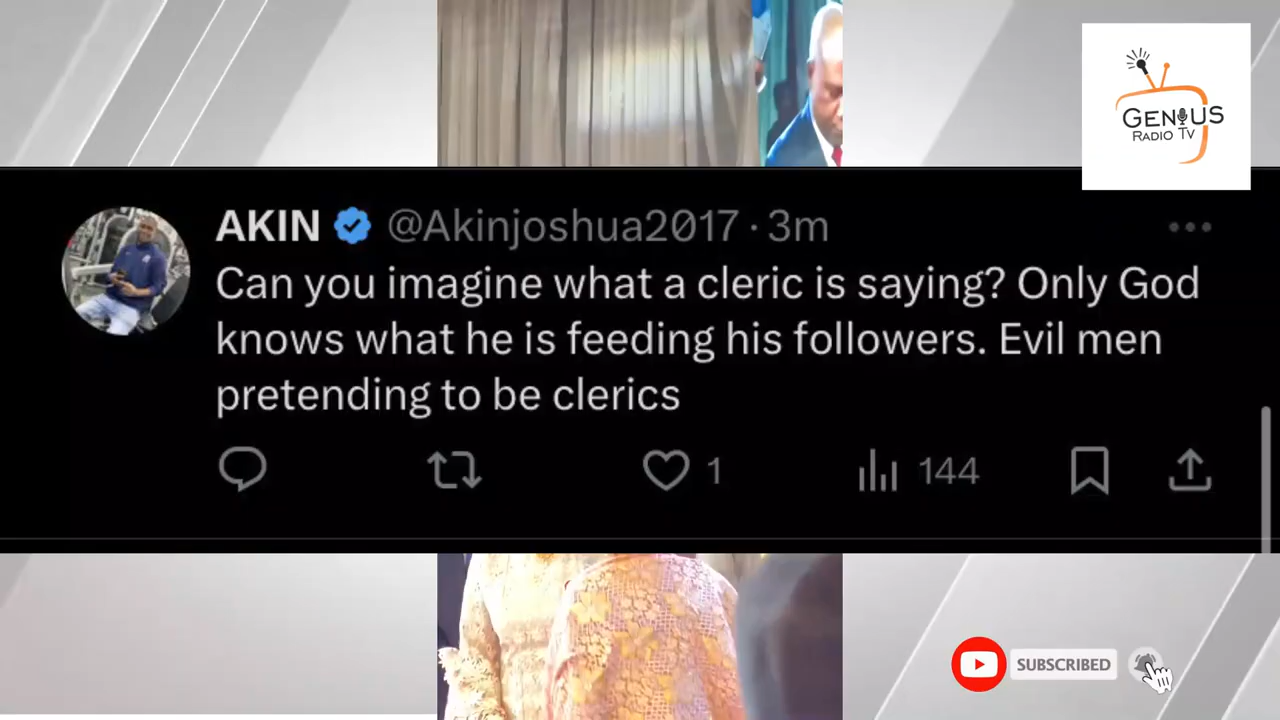 GENIUS
RADIO TV
AKIN @Akinjoshua2017 · 3m
Can you imagine what a cleric is saying? Only God
knows what he is feeding his followers. Evil men
pretending to be clerics
1
144
SUBSCRIBED